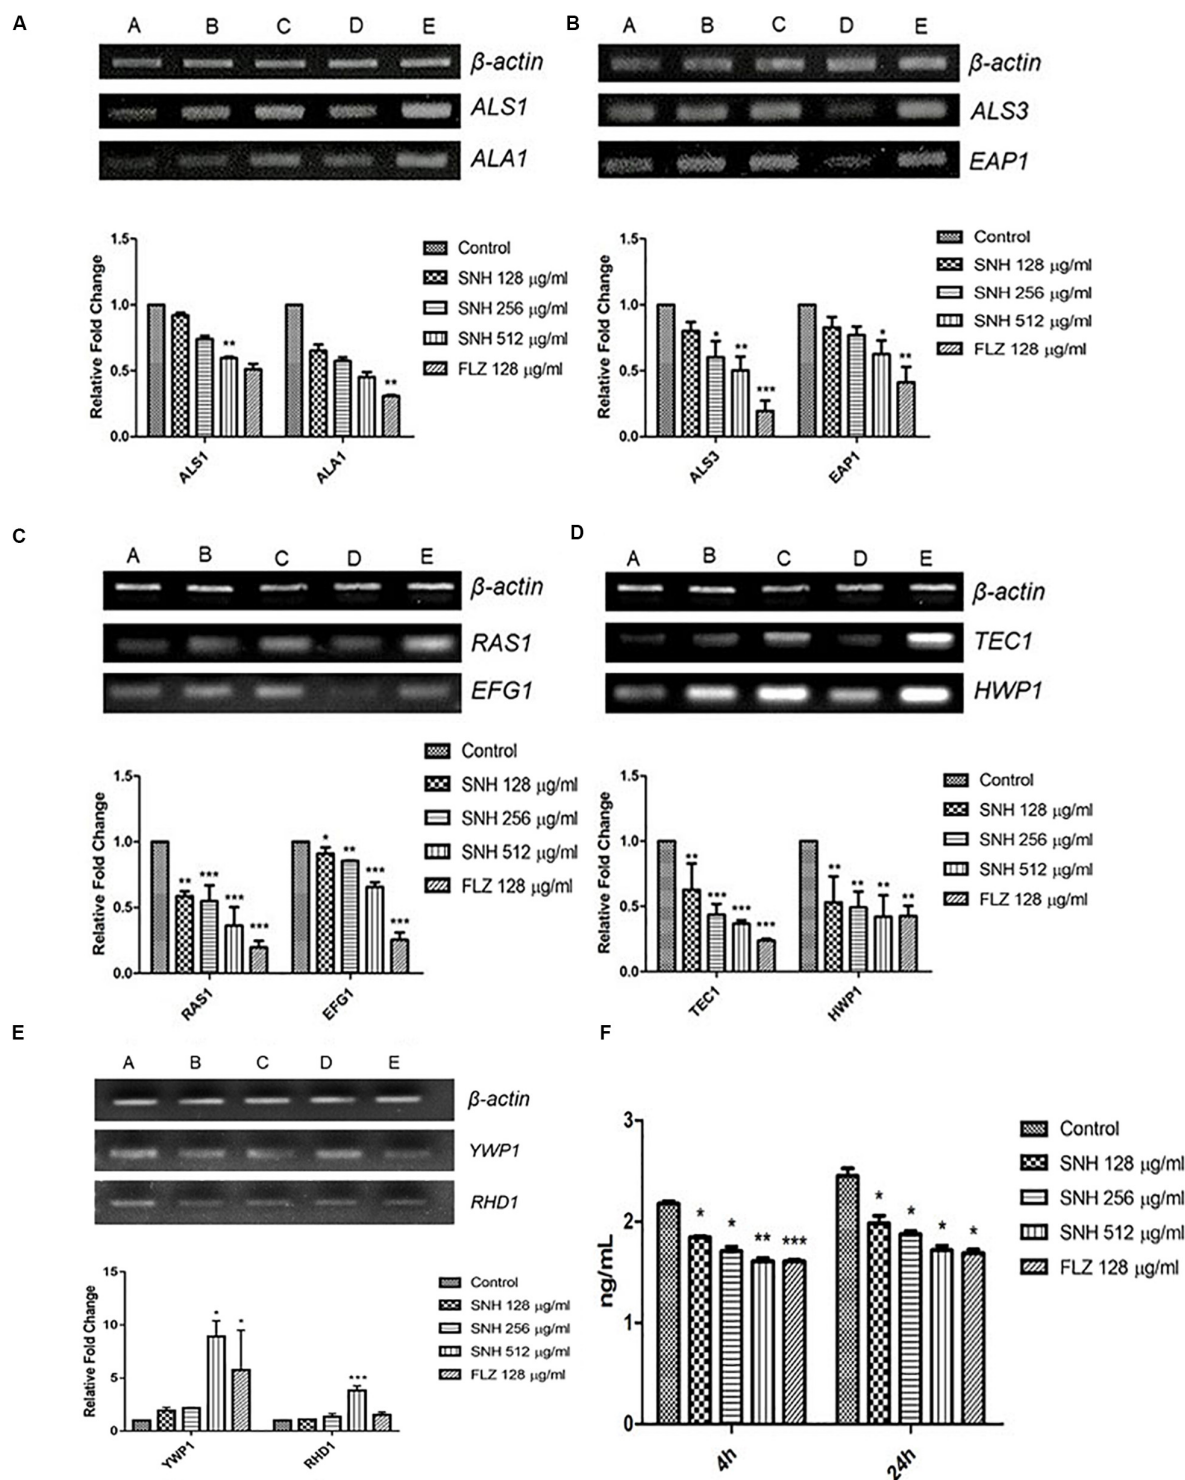 A
A B C D E
β-actin
ALS1
ALA1
Relative Fold Change
1.5
1.0
0.5
0.0
**
**
ALS1
ALA1
Control
SNH 128 µg/ml
SNH 256 µg/ml
SNH 512 µg/ml
FLZ 128 µg/ml
B
A B C D E
β-actin
ALS3
EAP1
Relative Fold Change
1.5
1.0
0.5
0.0
* ** ***
* **
ALS3
EAP1
Control
SNH 128 µg/ml
SNH 256 µg/ml
SNH 512 µg/ml
FLZ 128 µg/ml
C
A B C D E
β-actin
RAS1
EFG1
Relative Fold Change
1.5
1.0
0.5
0.0
** *** *** ***
* ** *** ***
RAS1
EFG1
Control
SNH 128 µg/ml
SNH 256 µg/ml
SNH 512 µg/ml
FLZ 128 µg/ml
D
A B C D E
β-actin
TEC1
HWP1
Relative Fold Change
1.5
1.0
0.5
0.0
** *** *** ***
** ** ** **
TEC1
HWP1
Control
SNH 128 µg/ml
SNH 256 µg/ml
SNH 512 µg/ml
FLZ 128 µg/ml
E
A B C D E
β-actin
YWP1
RHD1
Relative Fold Change
15
10
5
0
* *
***
YWP1
RHD1
Control
SNH 128 µg/ml
SNH 256 µg/ml
SNH 512 µg/ml
FLZ 128 µg/ml
F
ng/mL
3
2
1
0
* * ** ***
* * * *
4h
24h
Control
SNH 128 µg/ml
SNH 256 µg/ml
SNH 512 µg/ml
FLZ 128 µg/ml